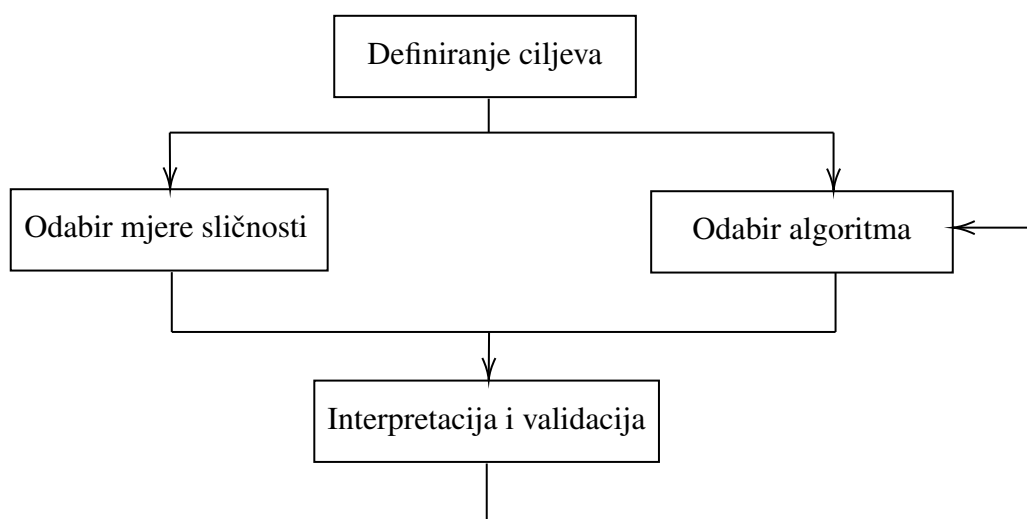 Definiranje ciljeva
Odabir mjere sličnosti
Odabir algoritma
Interpretacija i validacija